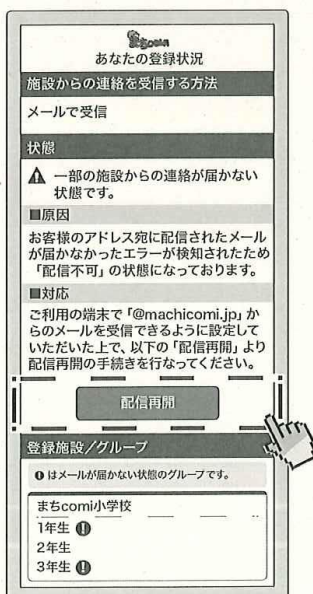 まちcomi
あなたの登録状況
施設からの連絡を受信する方法
メールで受信
状態
一部の施設からの連絡が届かない
状態です。
■原因
お客様のアドレス宛に配信されたメール
が届かなかったエラーが検知されたため
「配信不可」の状態になっております。
■対応
ご利用の端末で「@machicomi.jp」か
らのメールを受信できるように設定して
いただいた上で、以下の「配信再開」より
配信再開の手続きを行なってください。
配信再開
登録施設/グループ
❶はメールが届かない状態のグループです。
まちcomi小学校
1年生 !
2年生
3年生 !